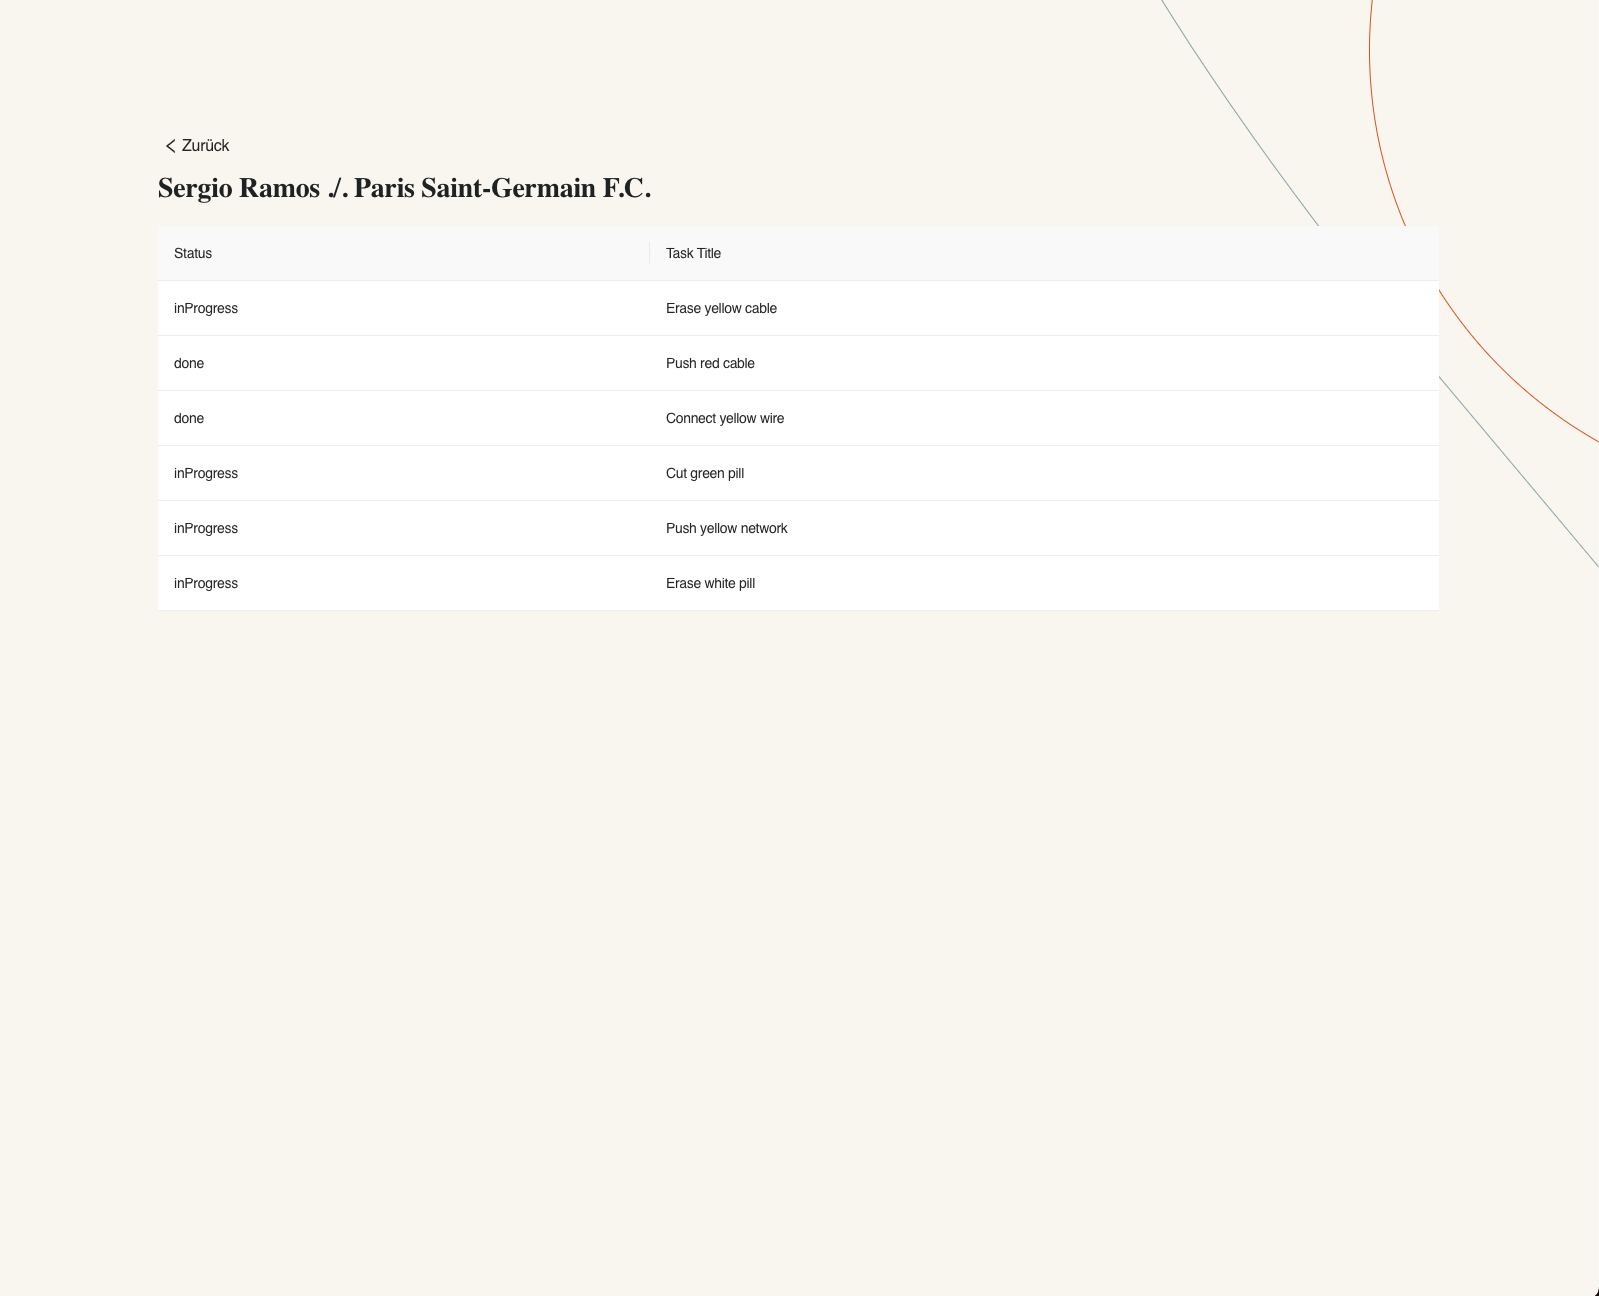 Zurück
Sergio Ramos ./. Paris Saint-Germain F.C.
Status Task Title
inProgress Erase yellow cable
done Push red cable
done Connect yellow wire
inProgress Cut green pill
inProgress Push yellow network
inProgress Erase white pill